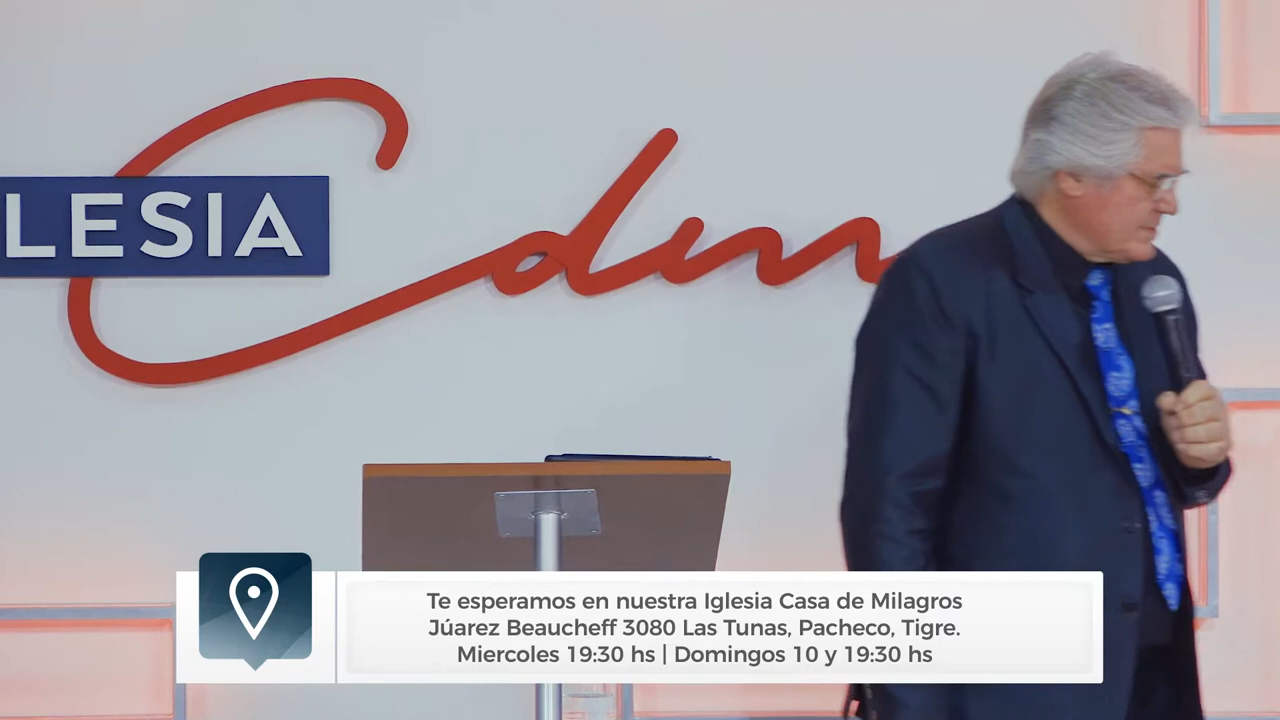 LESIA
Cdm
Te esperamos en nuestra Iglesia Casa de Milagros
Júarez Beaucheff 3080 Las Tunas, Pacheco, Tigre.
Miercoles 19:30 hs | Domingos 10 y 19:30 hs